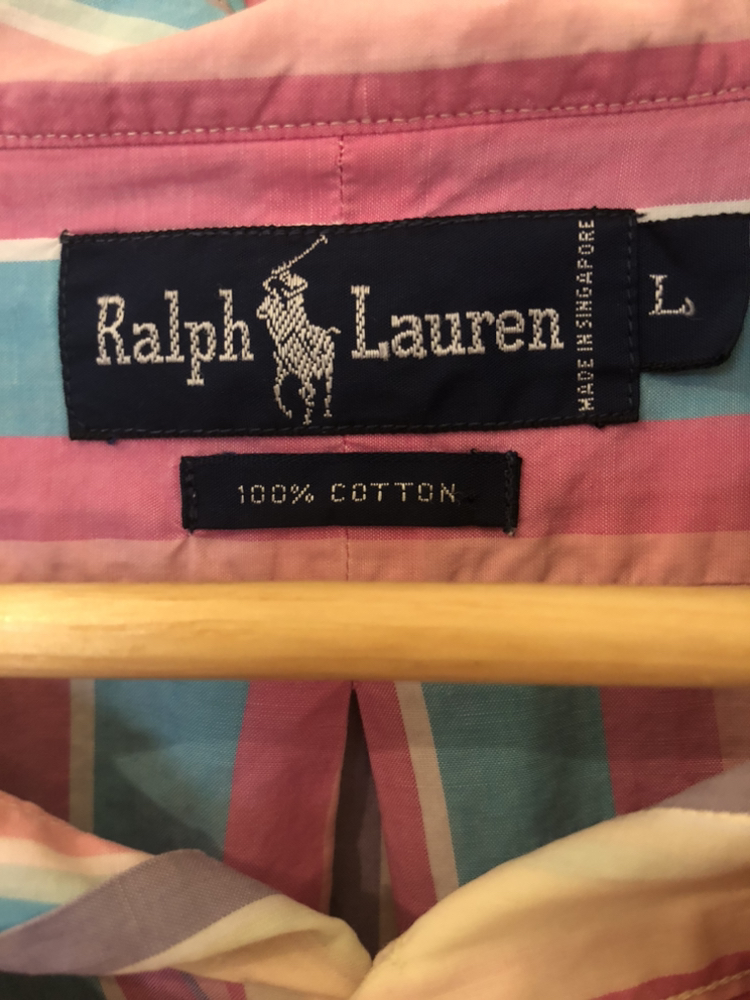 Ralph Lauren
MADE IN SINGAPORE
L
100% COTTON